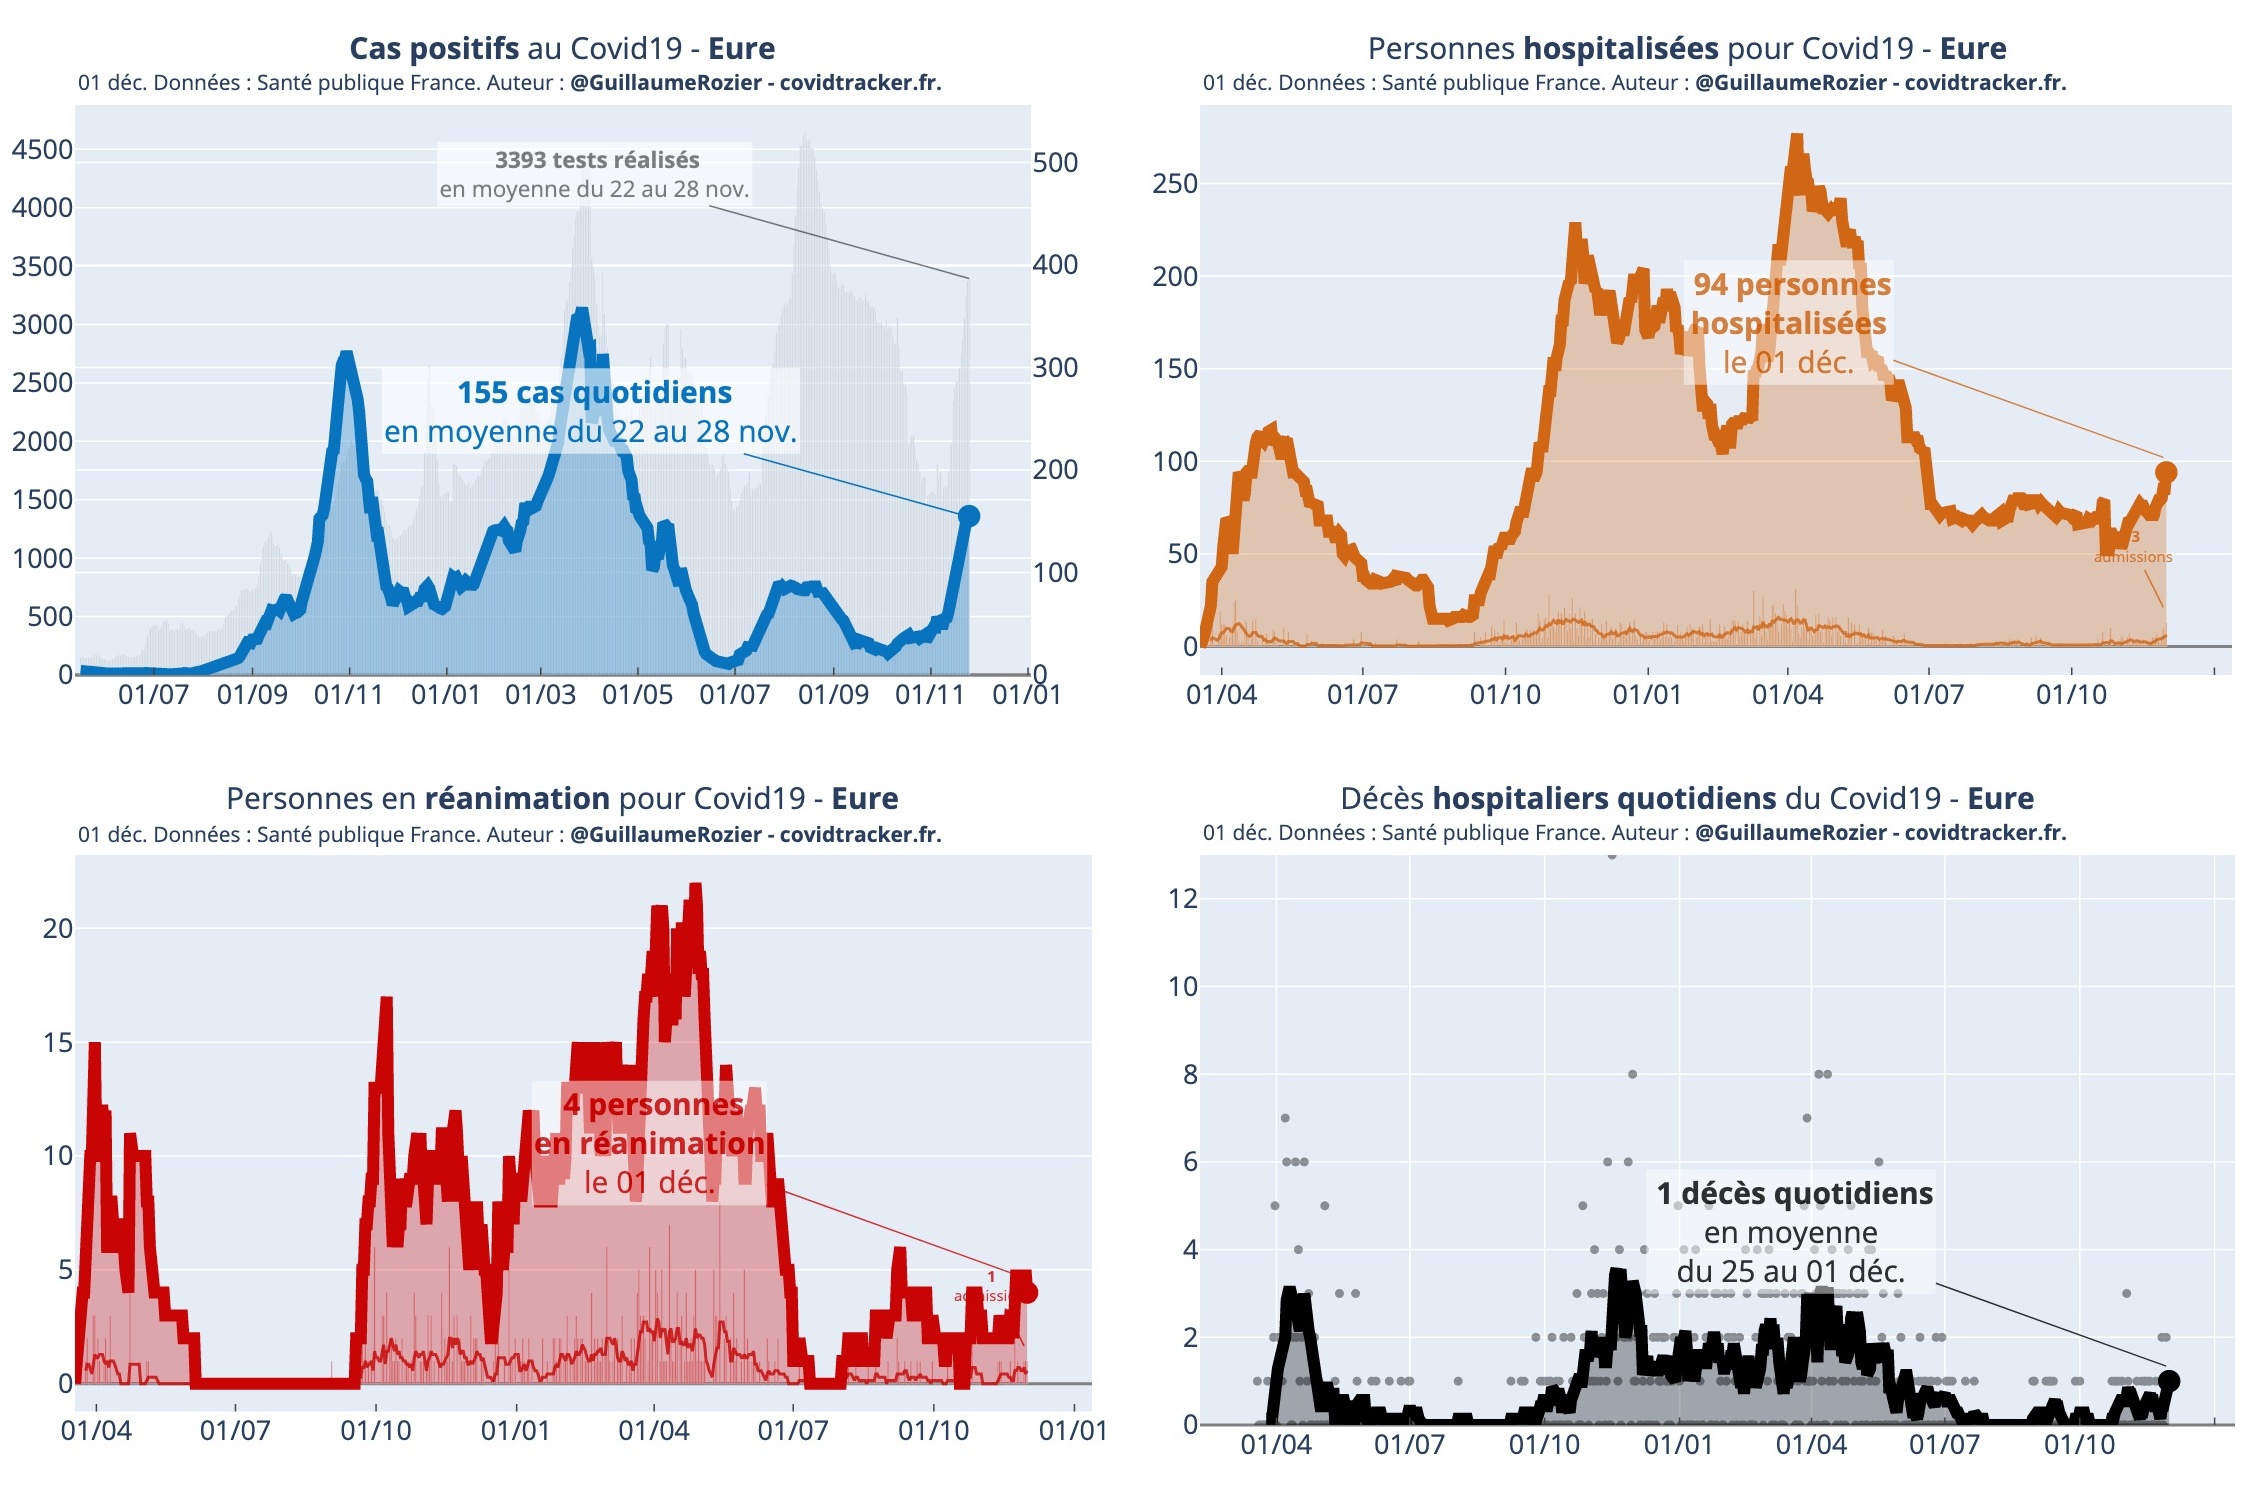 Cas positifs au Covid19 - Eure
01 déc. Données : Santé publique France. Auteur : @GuillaumeRozier - covidtracker.fr.
4500
4000
3500
3000
2500
2000
1500
1000
500
0
500
400
300
200
100
0
3393 tests réalisés
en moyenne du 22 au 28 nov.
155 cas quotidiens
en moyenne du 22 au 28 nov.
01/07 01/09 01/11 01/01 01/03 01/05 01/07 01/09 01/11 01/01
Personnes hospitalisées pour Covid19 - Eure
01 déc. Données : Santé publique France. Auteur : @GuillaumeRozier - covidtracker.fr.
250
200
150
100
50
0
94 personnes
hospitalisées
le 01 déc.
3
admissions
01/04 01/07 01/10 01/01 01/04 01/07 01/10
Personnes en réanimation pour Covid19 - Eure
01 déc. Données : Santé publique France. Auteur : @GuillaumeRozier - covidtracker.fr.
20
15
10
5
0
4 personnes
en réanimation
le 01 déc.
1
01/04 01/07 01/10 01/01 01/04 01/07 01/10 01/01
Décès hospitaliers quotidiens du Covid19 - Eure
01 déc. Données : Santé publique France. Auteur : @GuillaumeRozier - covidtracker.fr.
12
10
8
6
4
2
0
1 décès quotidiens
en moyenne
du 25 au 01 déc.
01/04 01/07 01/10 01/01 01/04 01/07 01/10